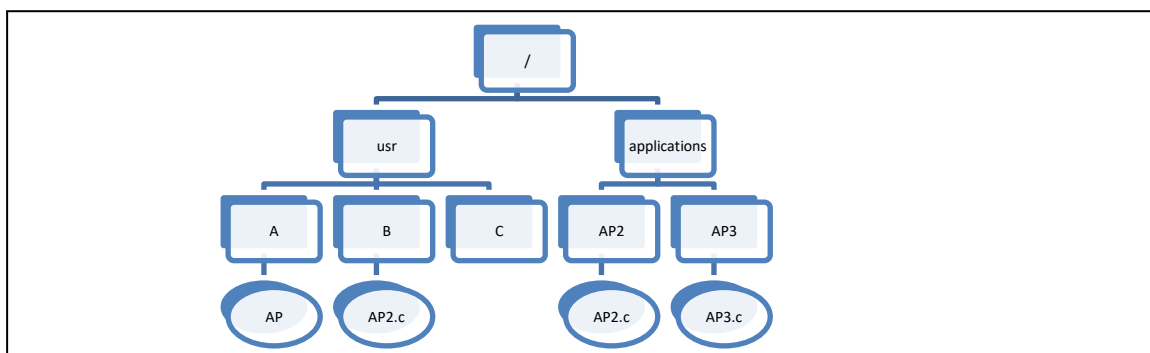 /
usr applications
A B C AP2 AP3
AP AP2.c AP2.c AP3.c